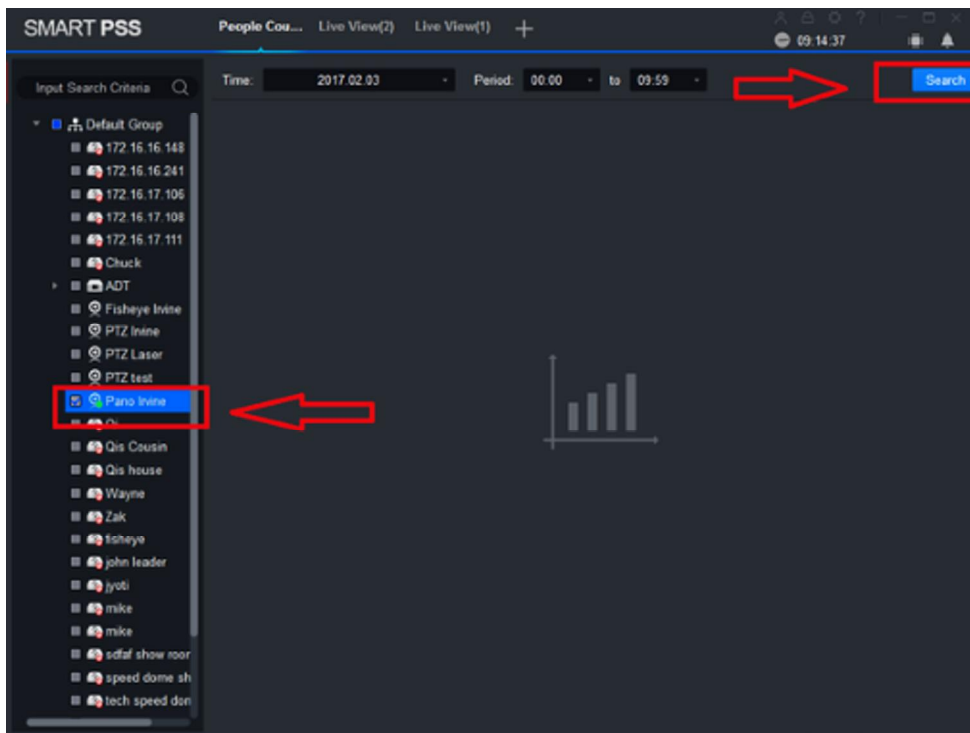 SMART PSS
People Cou... Live View(2) Live View(1)
09:14:37
Input Search Criteria
Time: 2017.02.03 Period: 00:00 to 09:59 Search
Default Group
172.16.16.148
172.16.16.241
172.16.17.106
172.16.17.108
172.16.17.111
Chuck
ADT
Fisheye Irvine
PTZ Irvine
PTZ Laser
PTZ test
Pano Irvine
Qis Cousin
Qis house
Wayne
Zak
fisheye
john leader
jyoti
mike
mike
sdfaf show roor
speed dome sh
tech speed don